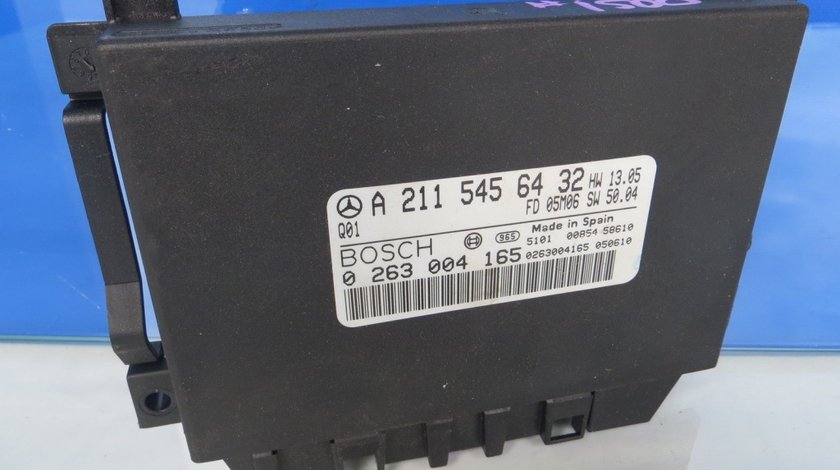 A 211 545 64 32 HW 13.05
FD 05M06 SW 50.04
Q01
Made in Spain
BOSCH 965 5101 00854 58610
0 263 004 165 0263004165 050610